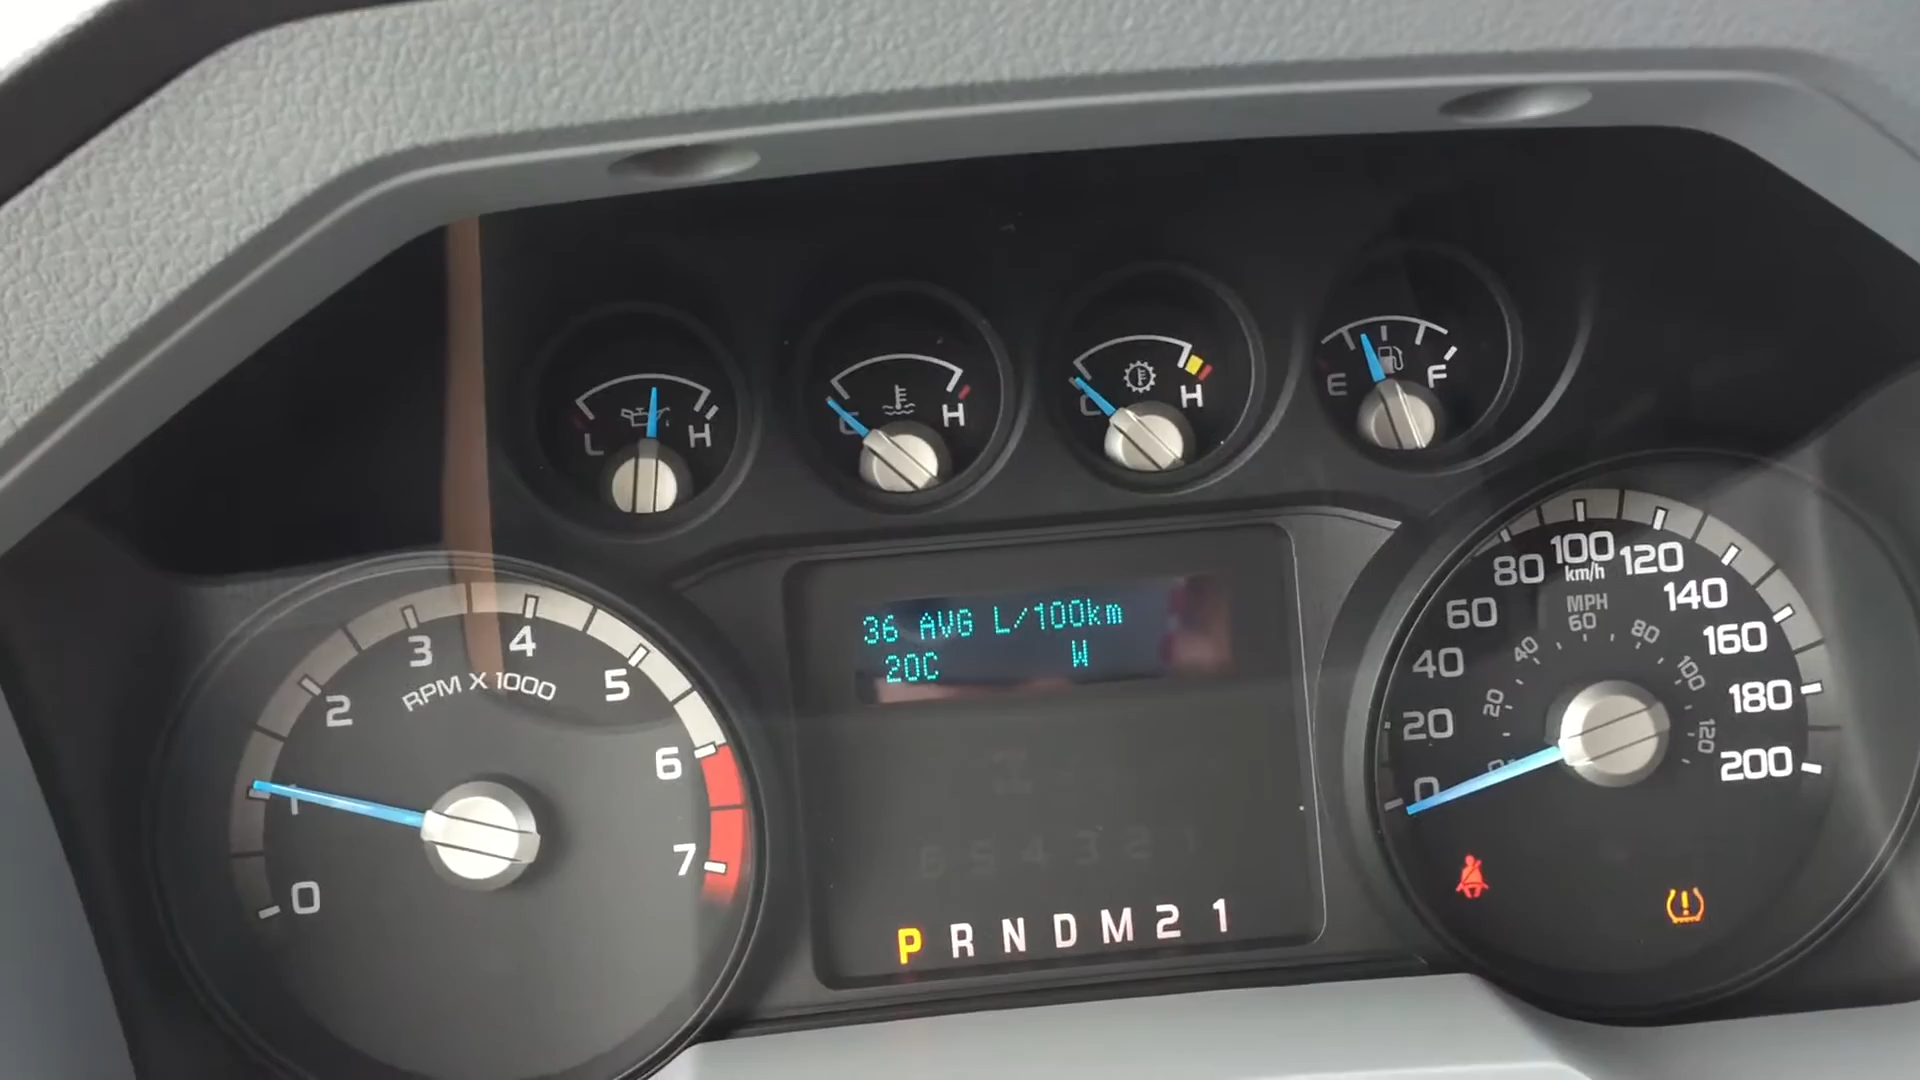 L H
C H
C H
E F
0 1 2 3 4 5 6 7
RPM X 1000
36 AVG L/100km
20C W
P R N D M 2 1
0 20 40 60 80 100 120 140 160 180 200
km/h
MPH
0 20 40 60 80 100 120